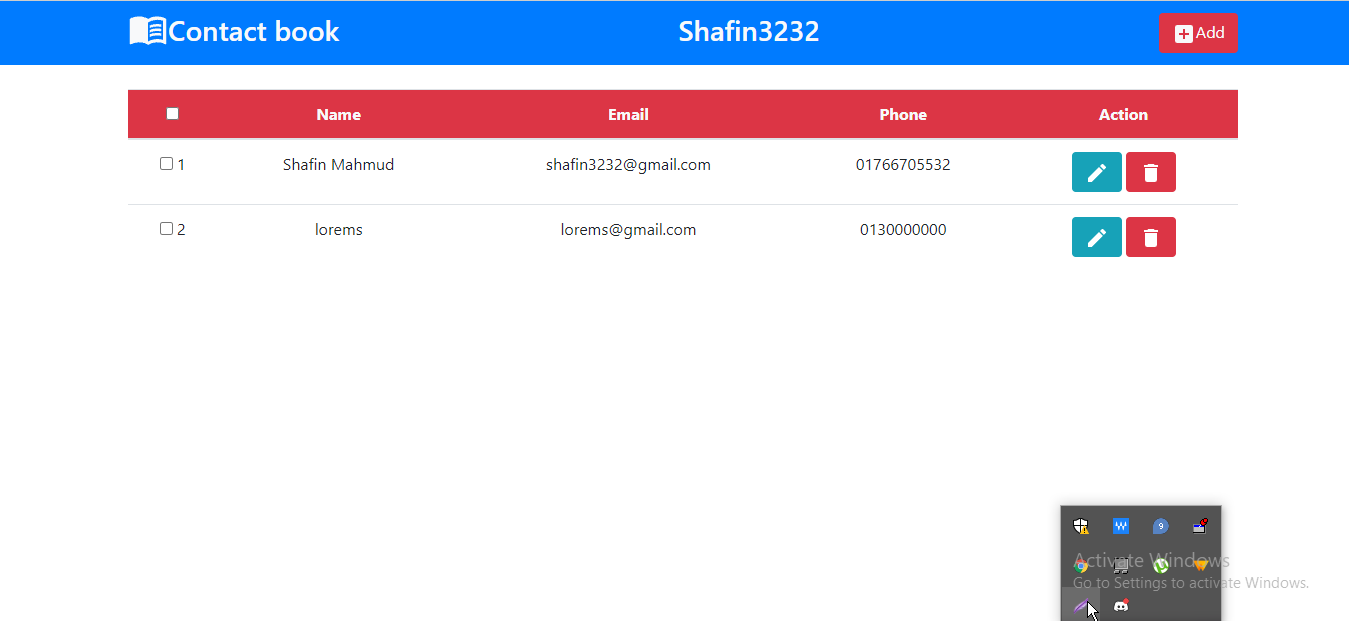 Contact book Shafin3232 Add
Name Email Phone Action
1 Shafin Mahmud shafin3232@gmail.com 01766705532
2 lorems lorems@gmail.com 0130000000
W 9
Activate Windows
Go to Settings to activate Windows.